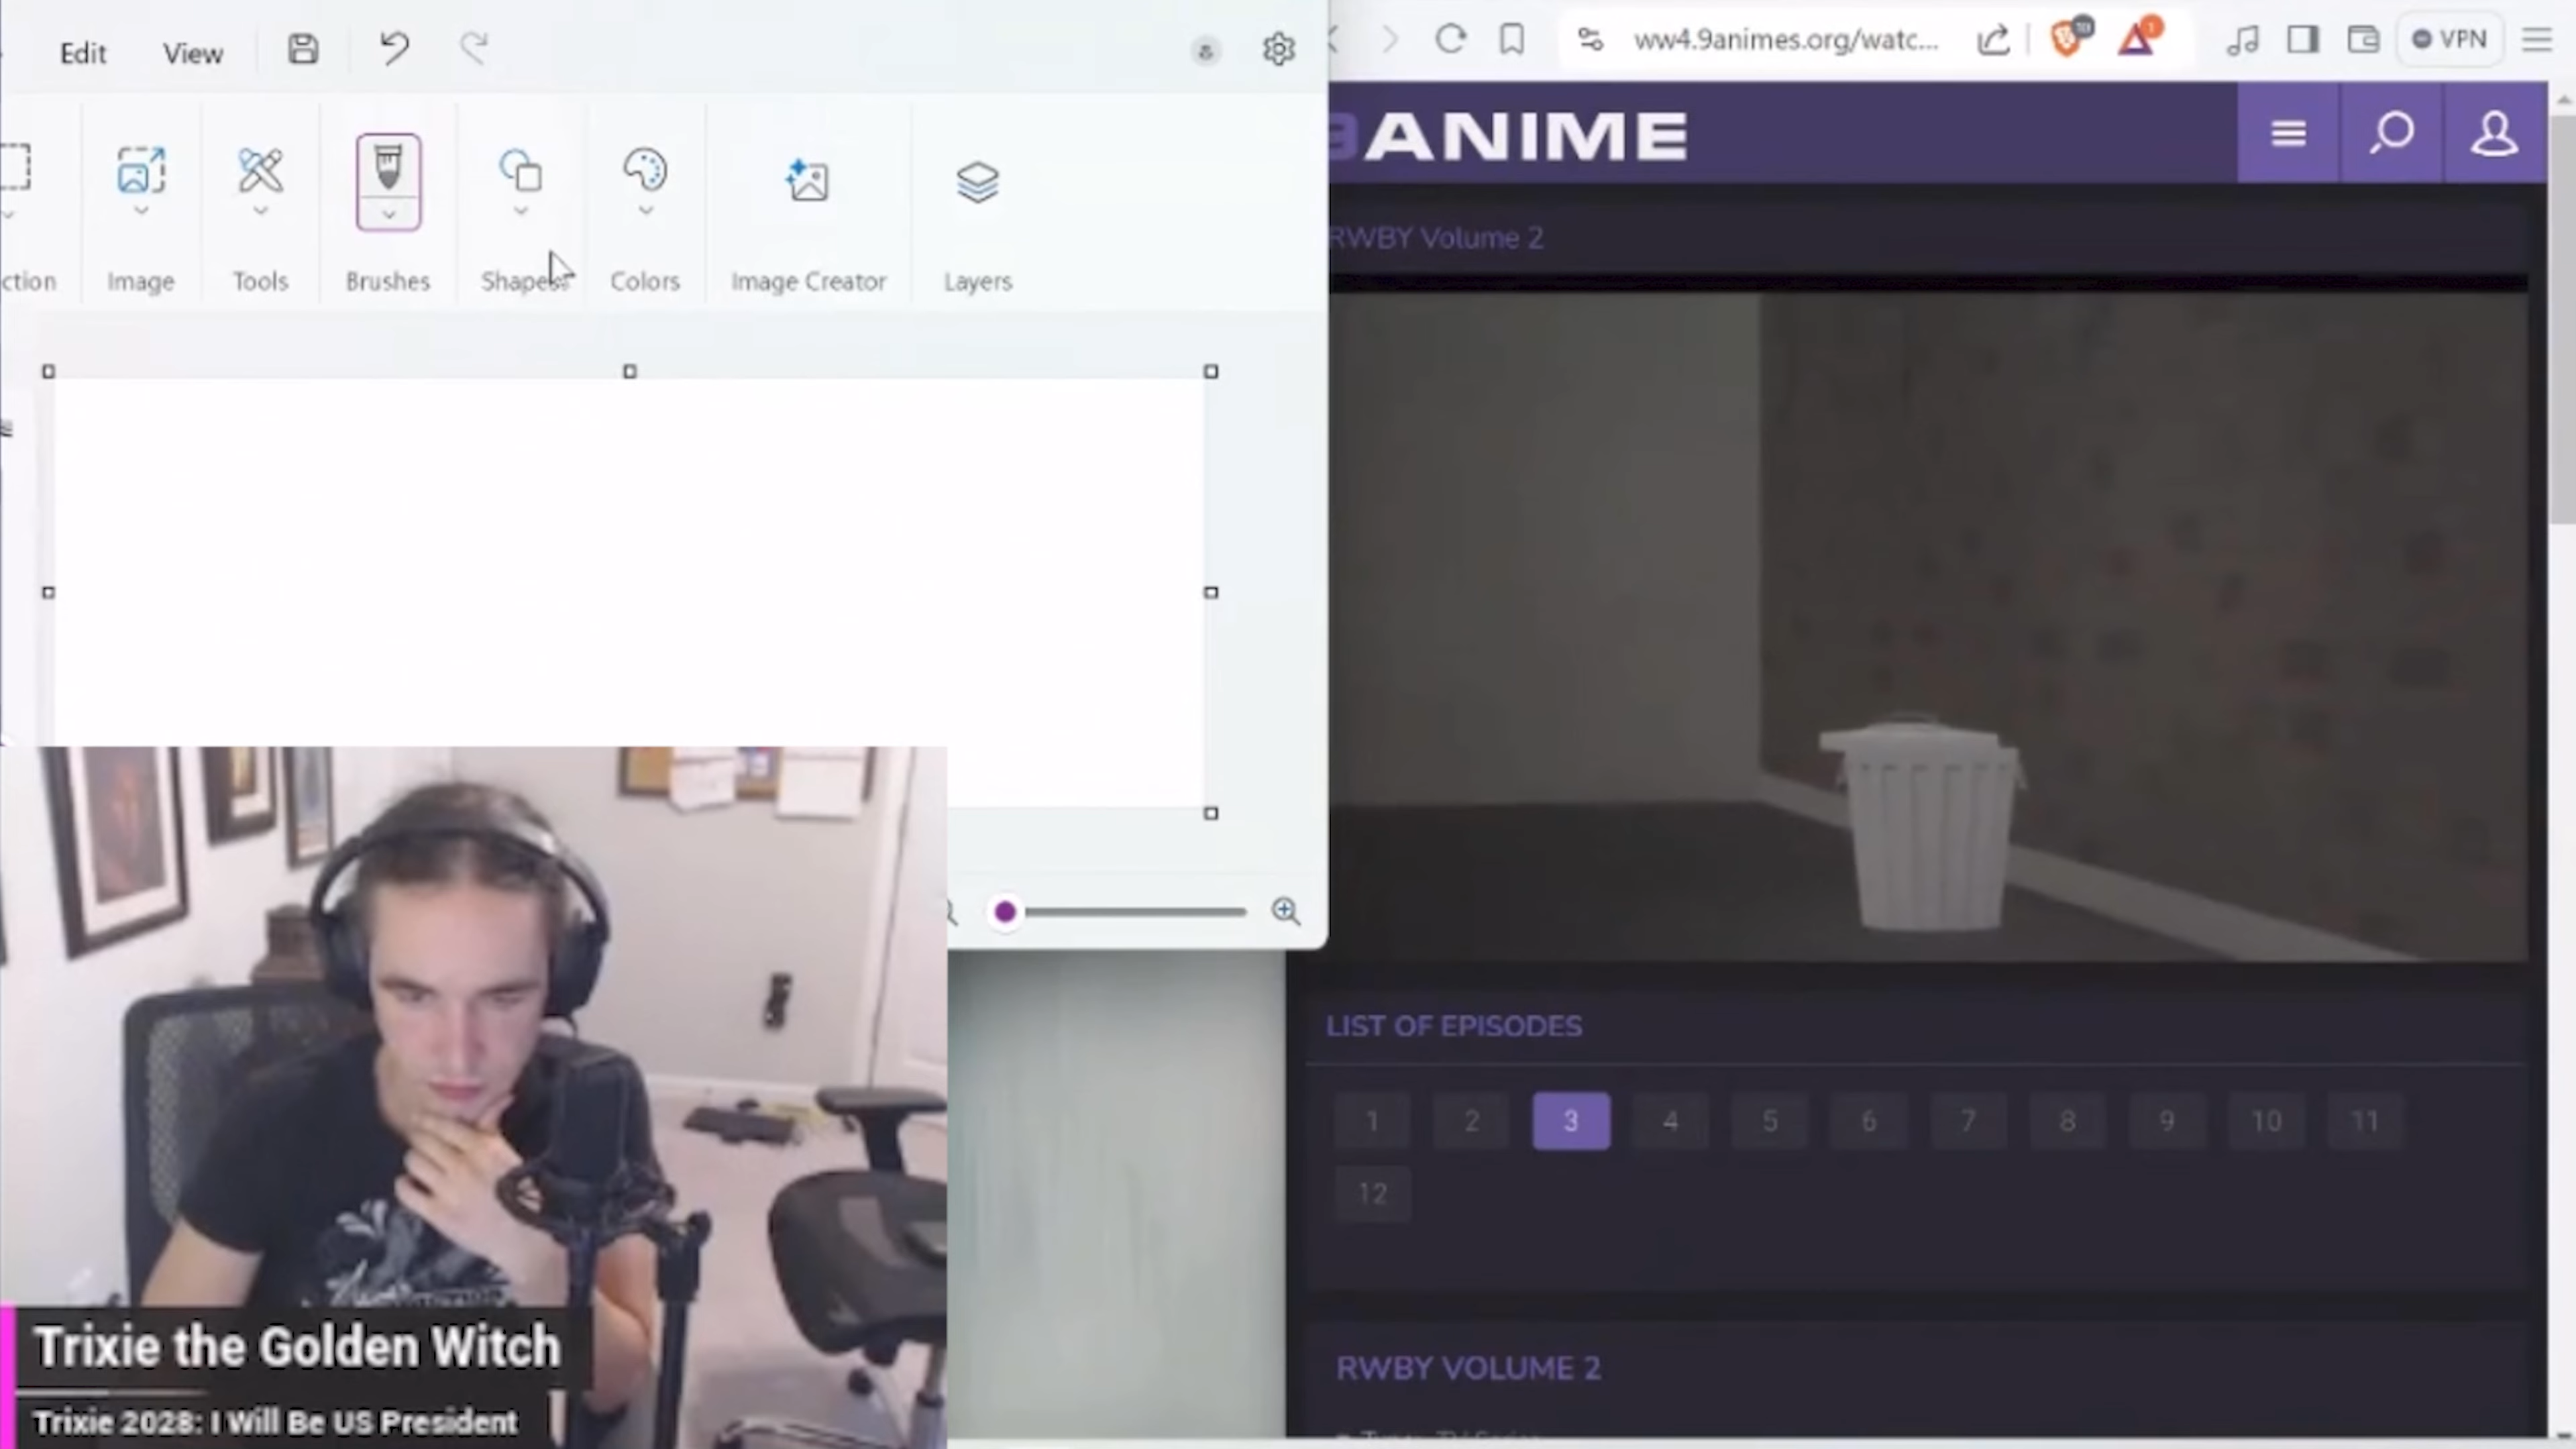 Edit View
ction Image Tools Brushes Shapes Colors Image Creator Layers
ww4.9animes.org/watc... VPN
9ANIME
RWBY Volume 2
LIST OF EPISODES
1 2 3 4 5 6 7 8 9 10 11
12
RWBY VOLUME 2
Trixie the Golden Witch
Trixie 2028: I Will Be US President